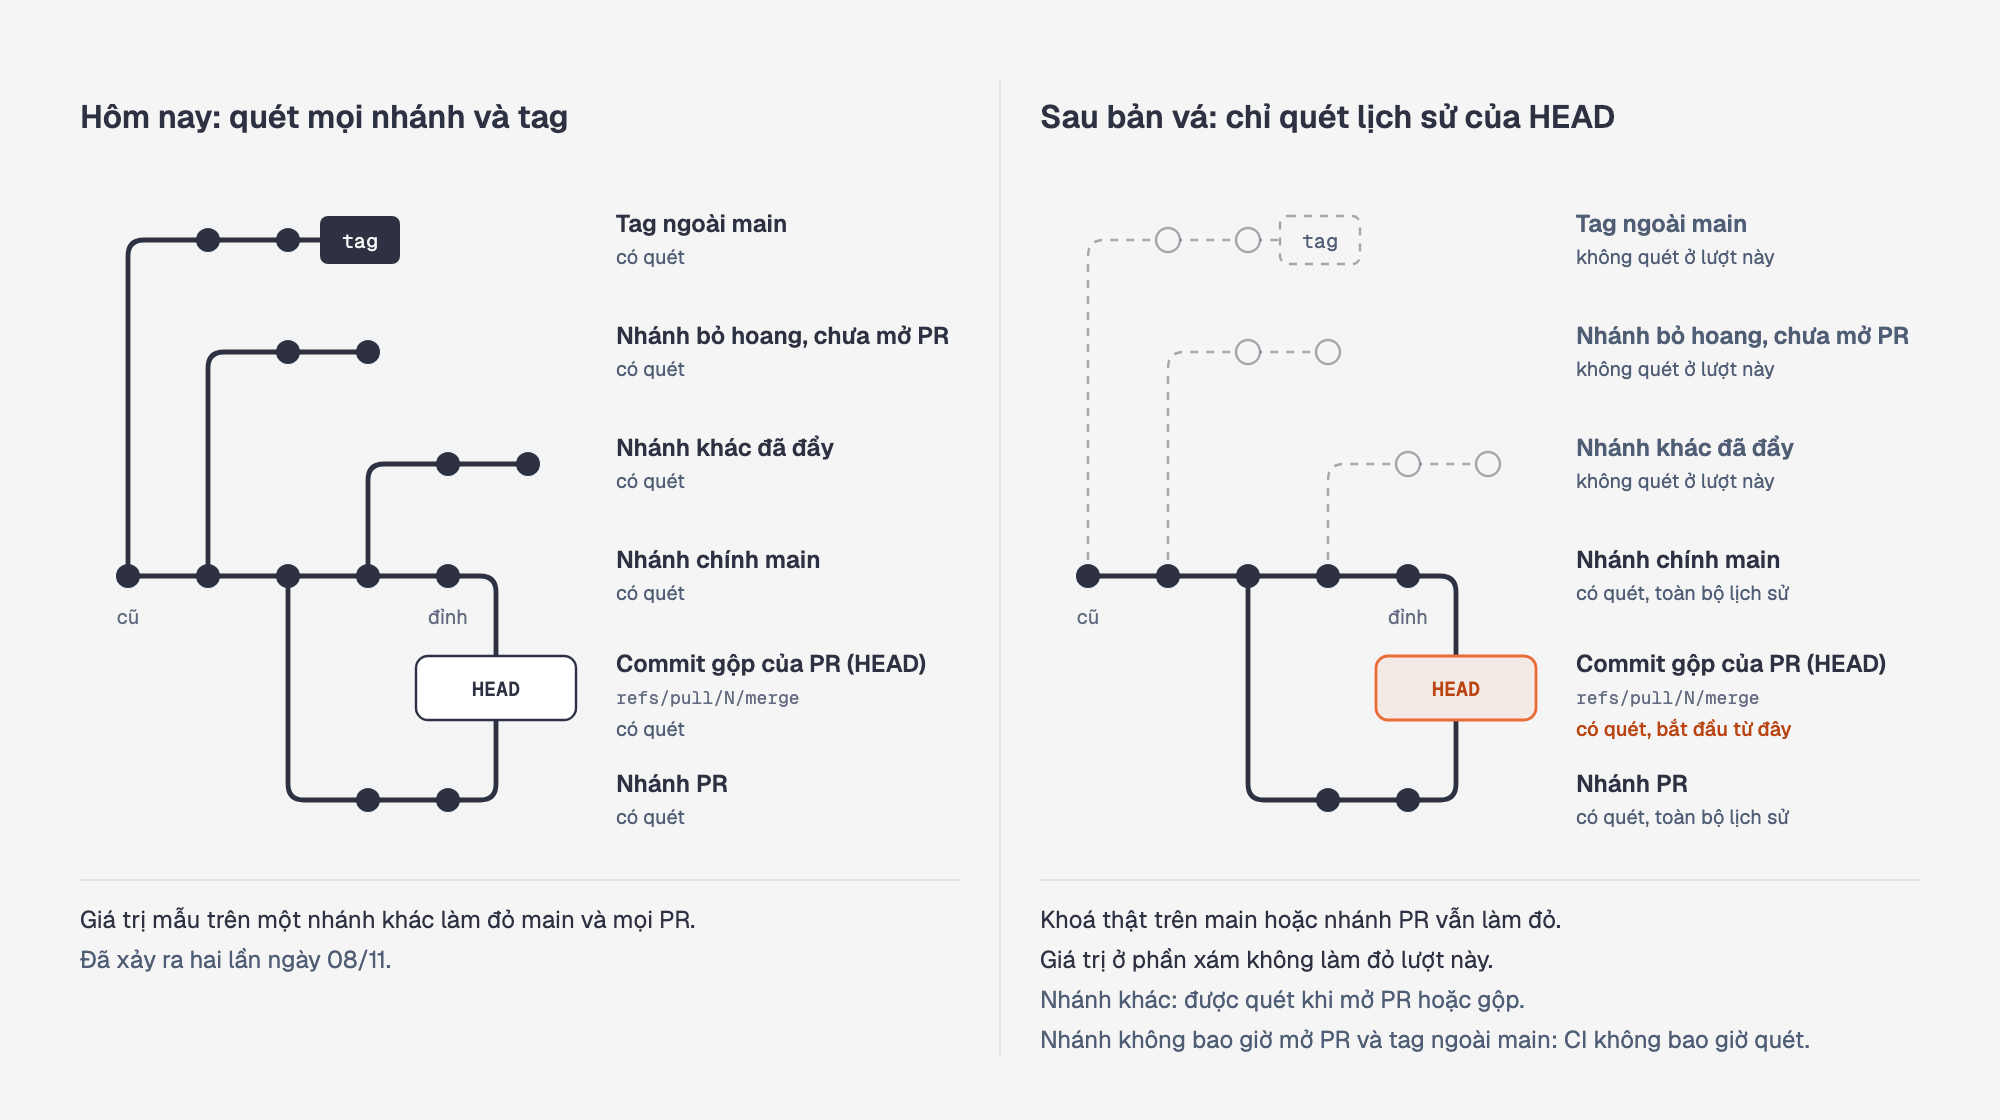 Hôm nay: quét mọi nhánh và tag
tag
Tag ngoài main
có quét
Nhánh bỏ hoang, chưa mở PR
có quét
Nhánh khác đã đẩy
có quét
Nhánh chính main
có quét
cũ
đỉnh
HEAD
Commit gộp của PR (HEAD)
refs/pull/N/merge
có quét
Nhánh PR
có quét
Giá trị mẫu trên một nhánh khác làm đỏ main và mọi PR.
Đã xảy ra hai lần ngày 08/11.
Sau bản vá: chỉ quét lịch sử của HEAD
tag
Tag ngoài main
không quét ở lượt này
Nhánh bỏ hoang, chưa mở PR
không quét ở lượt này
Nhánh khác đã đẩy
không quét ở lượt này
Nhánh chính main
có quét, toàn bộ lịch sử
cũ
đỉnh
HEAD
Commit gộp của PR (HEAD)
refs/pull/N/merge
có quét, bắt đầu từ đây
Nhánh PR
có quét, toàn bộ lịch sử
Khoá thật trên main hoặc nhánh PR vẫn làm đỏ.
Giá trị ở phần xám không làm đỏ lượt này.
Nhánh khác: được quét khi mở PR hoặc gộp.
Nhánh không bao giờ mở PR và tag ngoài main: CI không bao giờ quét.